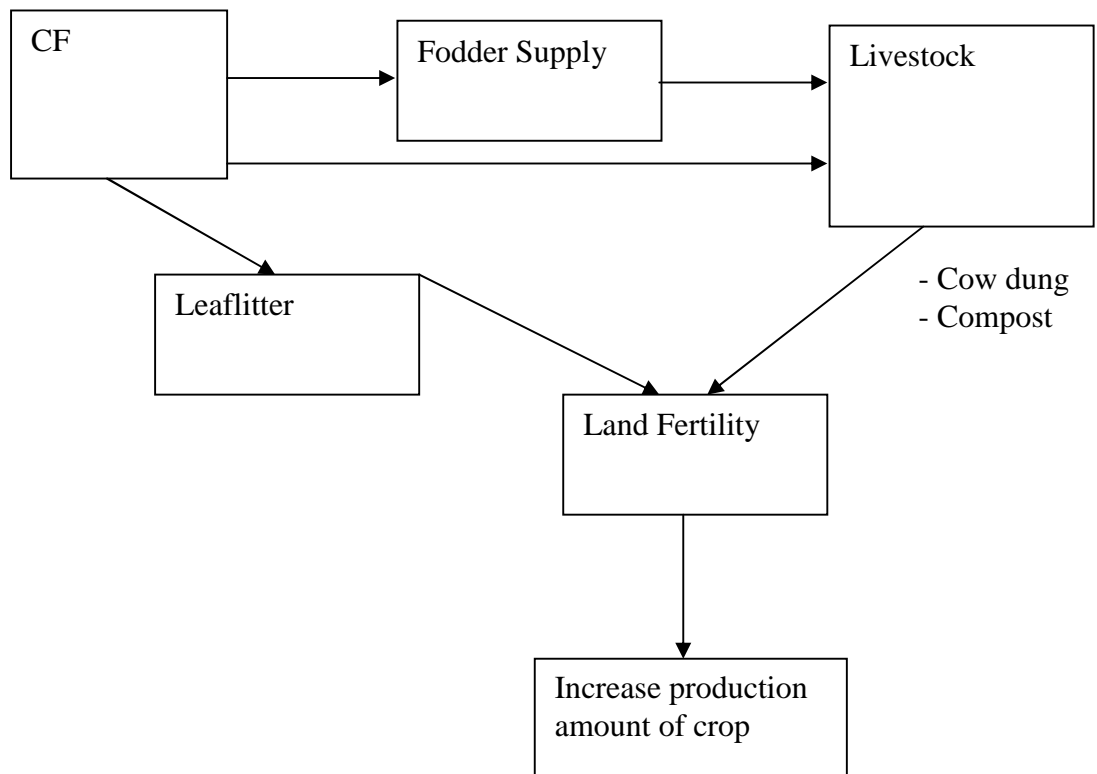 CF
Fodder Supply
Livestock
Leaflitter
- Cow dung
- Compost
Land Fertility
Increase production
amount of crop